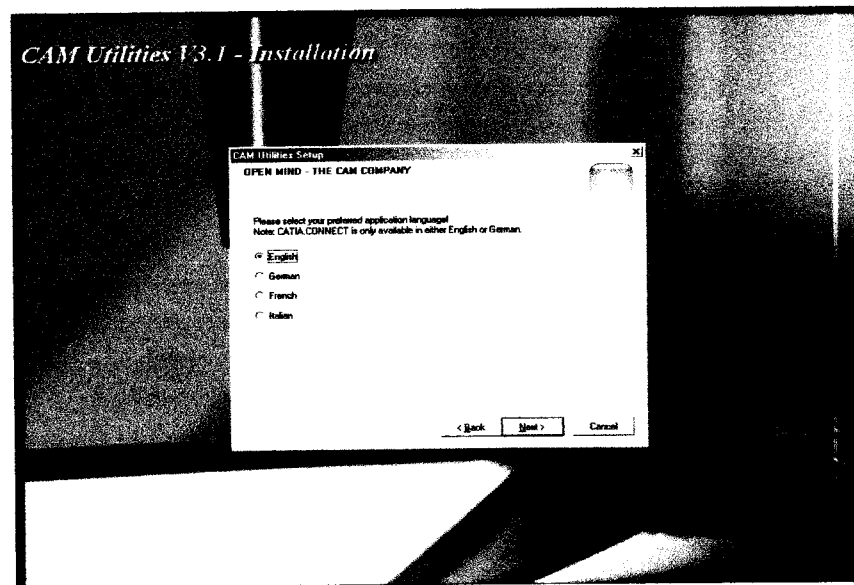 CAM Utilities V3.1 - Installation
CAM Utilities Setup
OPEN MIND - THE CAM COMPANY
Please select your preferred application language!
Note: CATIA.CONNECT is only available in either English or German.
English
German
French
Italian
< Back
Next >
Cancel